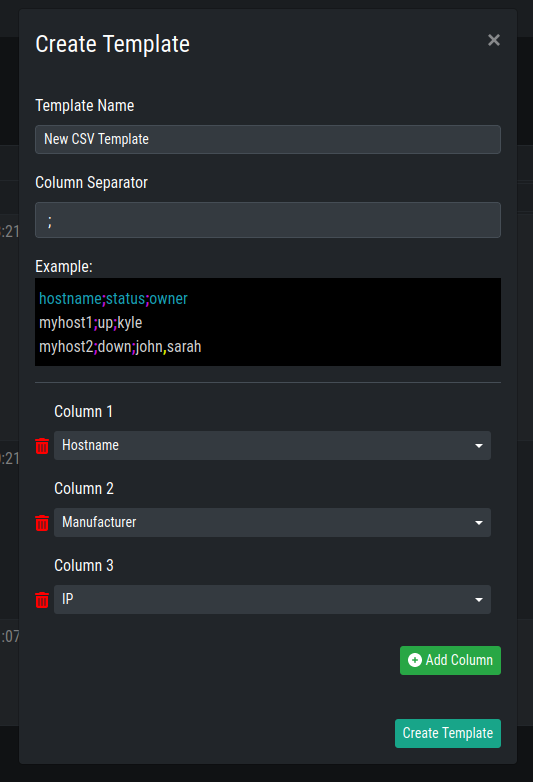 Create Template
×
Template Name
New CSV Template
Column Separator
;
Example:
hostname;status;owner
myhost1;up;kyle
myhost2;down;john,sarah
Column 1
Hostname
Column 2
Manufacturer
Column 3
IP
Add Column
Create Template
:21
:21
:07